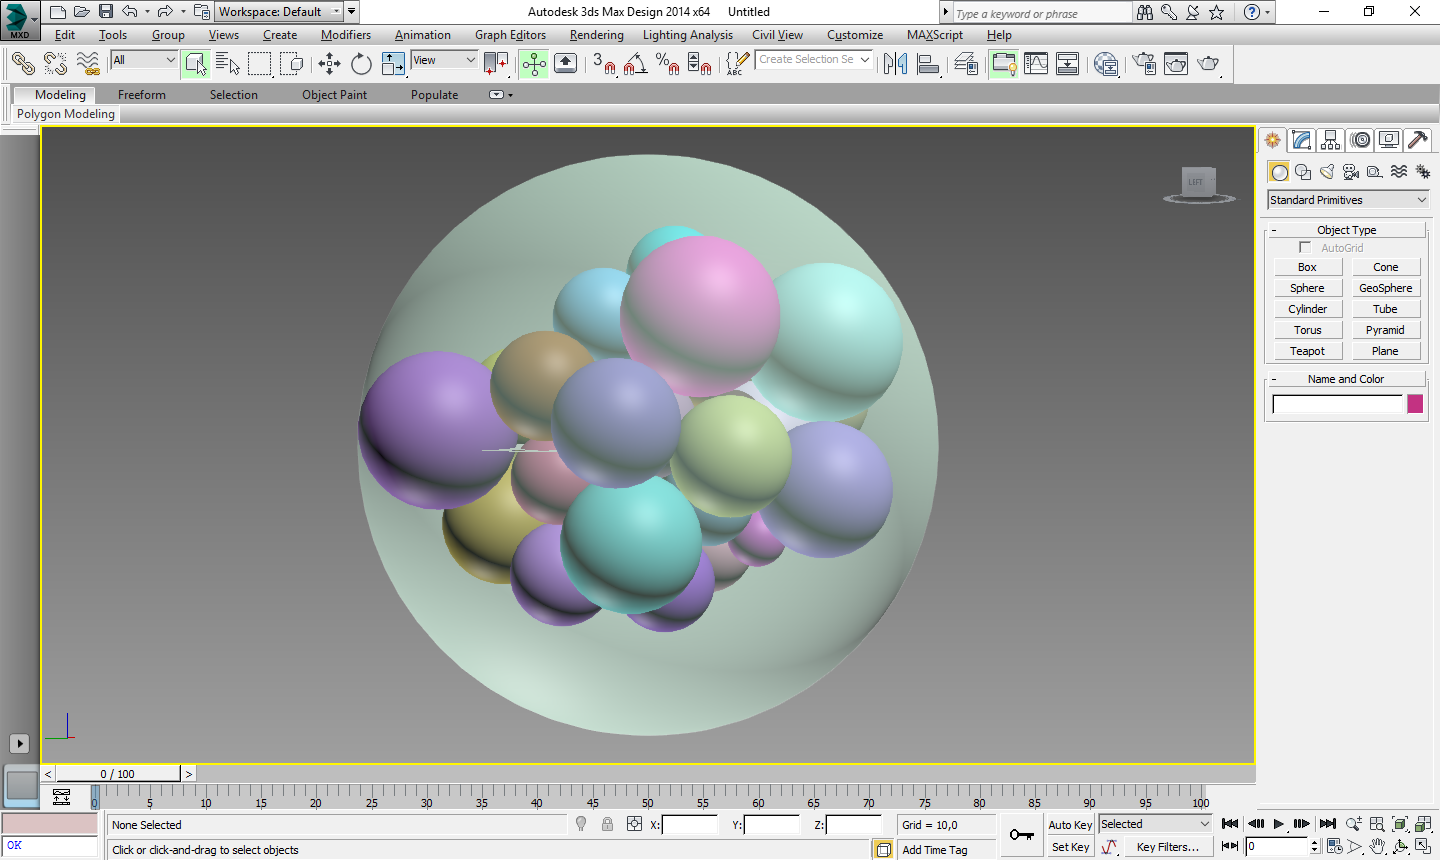 Workspace: Default
Autodesk 3ds Max Design 2014 x64 Untitled
Type a keyword or phrase
MXD
Edit Tools Group Views Create Modifiers Animation Graph Editors Rendering Lighting Analysis Civil View Customize MAXScript Help
All
View
3
%
ABC
Create Selection Se
Modeling Freeform Selection Object Paint Populate
Polygon Modeling
LEFT
Standard Primitives
- Object Type
AutoGrid
Box Cone
Sphere GeoSphere
Cylinder Tube
Torus Pyramid
Teapot Plane
- Name and Color
< 0 / 100 >
0 5 10 15 20 25 30 35 40 45 50 55 60 65 70 75 80 85 90 95 100
None Selected X: Y: Z: Grid = 10,0 Auto Key Selected
OK Click or click-and-drag to select objects Add Time Tag Set Key Key Filters... 0